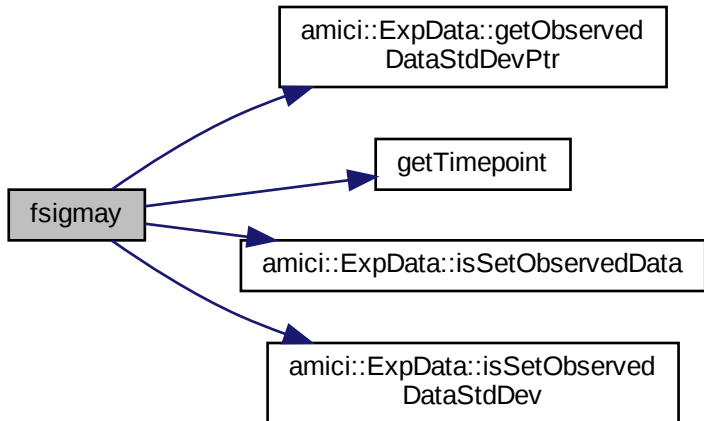 amici::ExpData::getObserved
DataStdDevPtr
getTimepoint
fsigmay
amici::ExpData::isSetObservedData
amici::ExpData::isSetObserved
DataStdDev